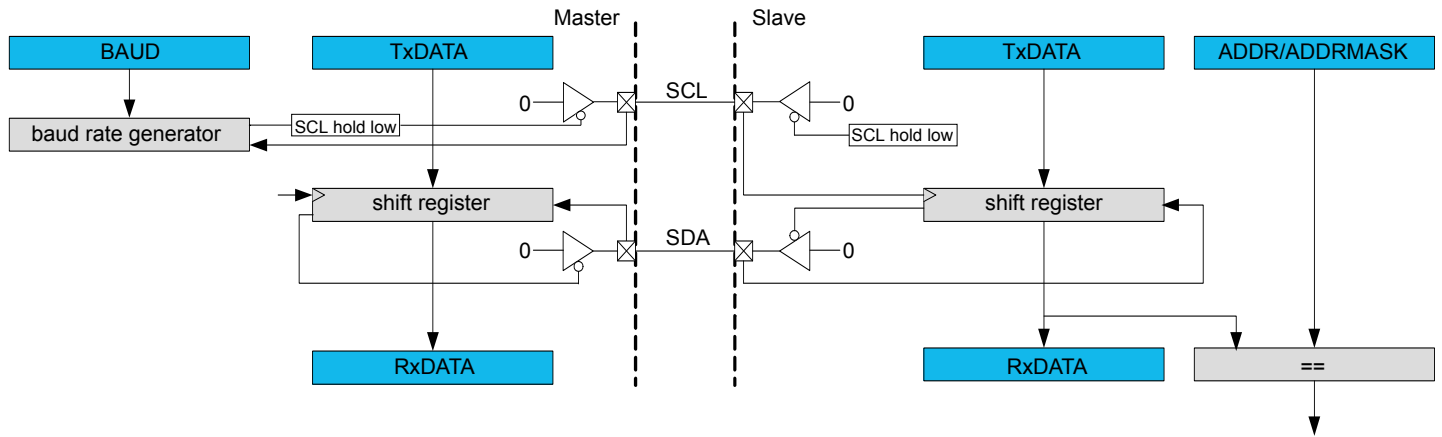 Master
Slave
BAUD
TxDATA
TxDATA
ADDR/ADDRMASK
0
SCL
0
baud rate generator
SCL hold low
SCL hold low
shift register
shift register
SDA
0
0
RxDATA
RxDATA
==